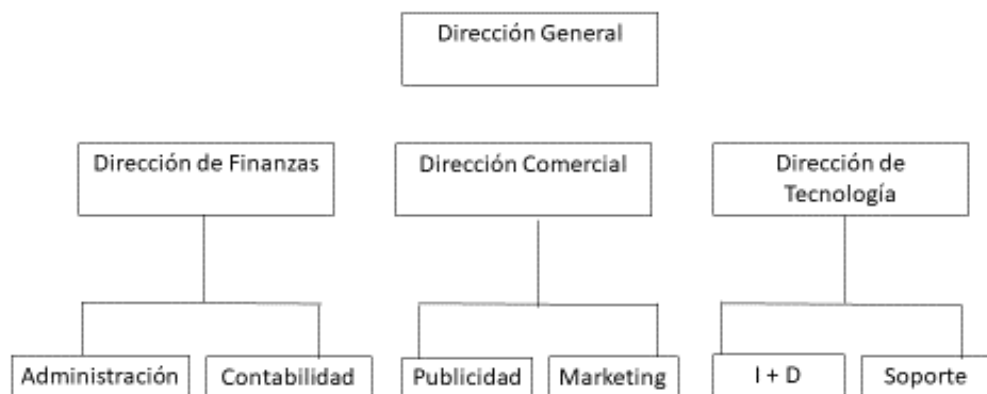 Dirección General
Dirección de Finanzas
Dirección Comercial
Dirección de
Tecnología
Administración
Contabilidad
Publicidad
Marketing
I + D
Soporte